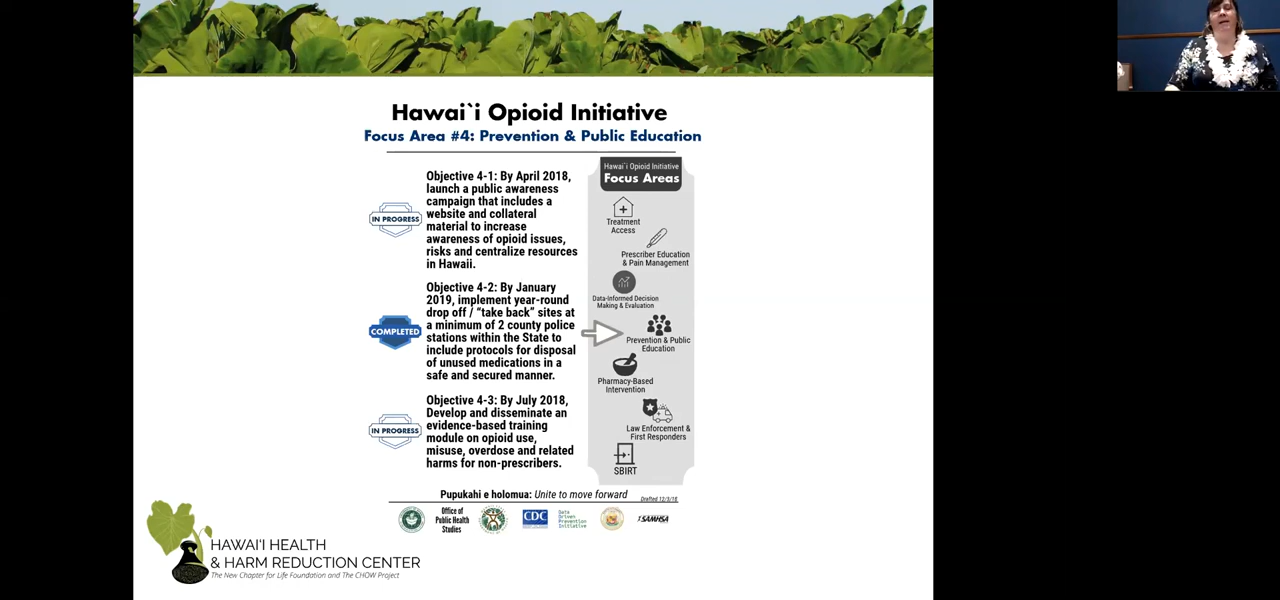 Hawai`i Opioid Initiative
Focus Area #4: Prevention & Public Education
IN PROGRESS
Objective 4-1: By April 2018,
launch a public awareness
campaign that includes a
website and collateral
material to increase
awareness of opioid issues,
risks and centralize resources
in Hawaii.
COMPLETED
Objective 4-2: By January
2019, implement year-round
drop off / “take back” sites at
a minimum of 2 county police
stations within the State to
include protocols for disposal
of unused medications in a
safe and secured manner.
IN PROGRESS
Objective 4-3: By July 2018,
Develop and disseminate an
evidence-based training
module on opioid use,
misuse, overdose and related
harms for non-prescribers.
Hawai`i Opioid Initiative
Focus Areas
Treatment
Access
Prescriber Education
& Pain Management
Data-Informed Decision
Making & Evaluation
Prevention & Public
Education
Pharmacy-Based
Intervention
Law Enforcement &
First Responders
SBIRT
Pupukahi e holomua: Unite to move forward
Drafted 12/3/18
Office of
Public Health
Studies
CDC
Data
Driven
Prevention
Initiative
SAMHSA
HAWAI'I HEALTH
& HARM REDUCTION CENTER
The New Chapter for Life Foundation and The CHOW Project